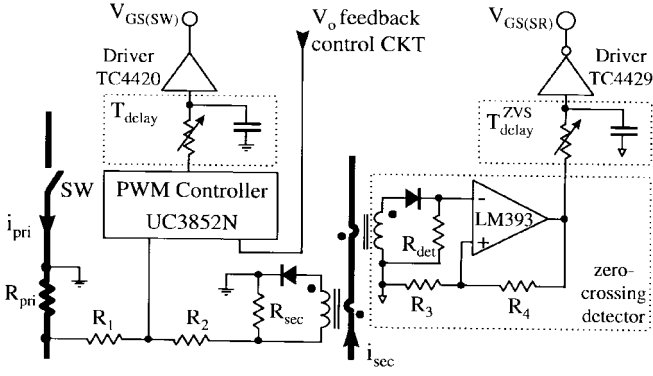 V_GS(SW)
V_o feedback
control CKT
V_GS(SR)
Driver
TC4420
Driver
TC4429
T_delay
T_delay^ZVS
SW
PWM Controller
UC3852N
i_pri
R_pri
R_det
-
LM393
+
R_sec
R_3
R_4
zero-
crossing
detector
R_1
R_2
i_sec